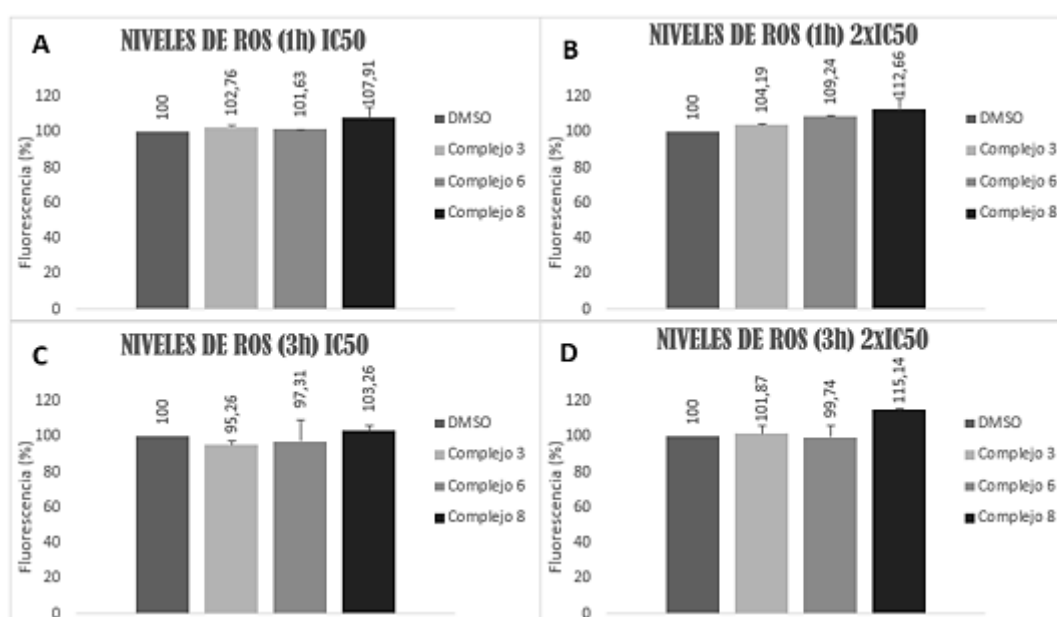 A
NIVELES DE ROS (1h) IC50
Fluorescencia (%)
120
100
80
60
40
20
0
100
102,76
101,63
107,91
DMSO
Complejo 3
Complejo 6
Complejo 8
B
NIVELES DE ROS (1h) 2xIC50
Fluorescencia (%)
120
100
80
60
40
20
0
100
104,19
109,24
112,66
DMSO
Complejo 3
Complejo 6
Complejo 8
C
NIVELES DE ROS (3h) IC50
Fluorescencia (%)
120
100
80
60
40
20
0
100
95,26
97,31
103,26
DMSO
Complejo 3
Complejo 6
Complejo 8
D
NIVELES DE ROS (3h) 2xIC50
Fluorescencia (%)
120
100
80
60
40
20
0
100
101,87
99,74
115,14
DMSO
Complejo 3
Complejo 6
Complejo 8